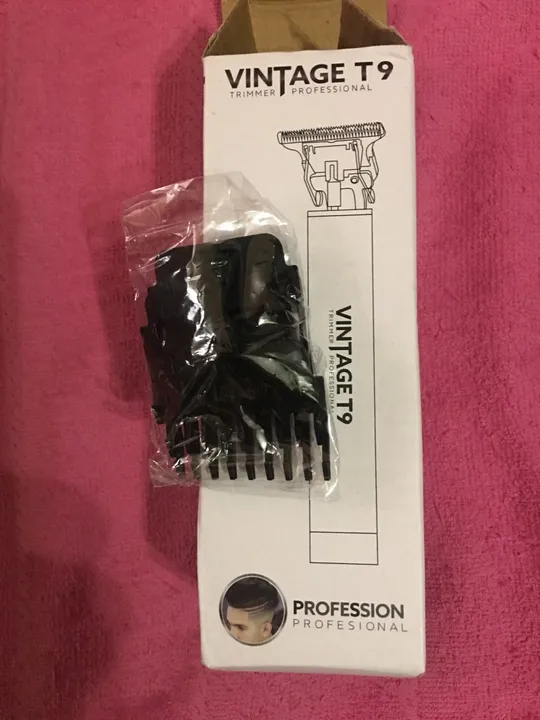 VINTAGE T9
TRIMMER PROFESSIONAL
VINTAGE T9
TRIMMER PROFESSIONAL
PROFESSION
PROFESIONAL